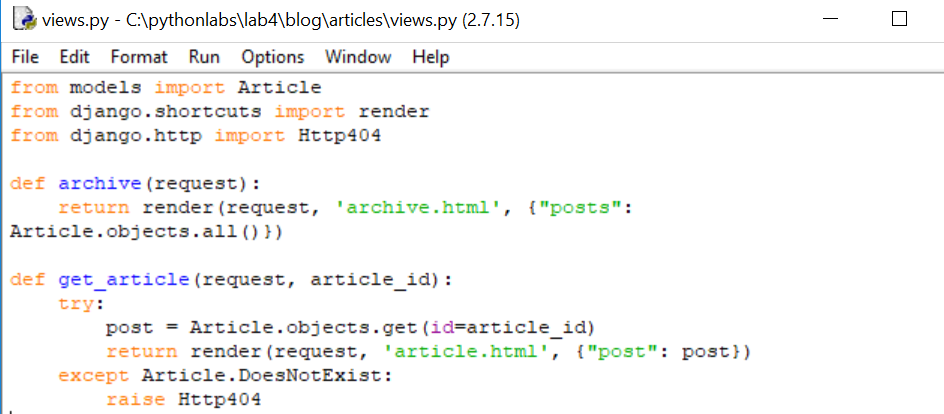 views.py - C:\pythonlabs\lab4\blog\articles\views.py (2.7.15)
File Edit Format Run Options Window Help
from models import Article
from django.shortcuts import render
from django.http import Http404

def archive(request):
    return render(request, 'archive.html', {"posts":
Article.objects.all()})

def get_article(request, article_id):
    try:
        post = Article.objects.get(id=article_id)
        return render(request, 'article.html', {"post": post})
    except Article.DoesNotExist:
        raise Http404